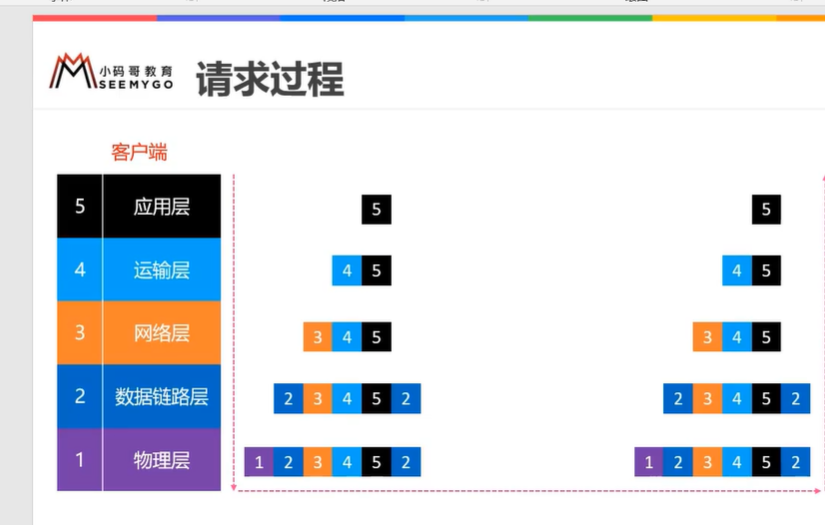 小码哥教育
SEEMYGO
请求过程
客户端
5 应用层 5 5
4 运输层 4 5 4 5
3 网络层 3 4 5 3 4 5
2 数据链路层 2 3 4 5 2 2 3 4 5 2
1 物理层 1 2 3 4 5 2 1 2 3 4 5 2